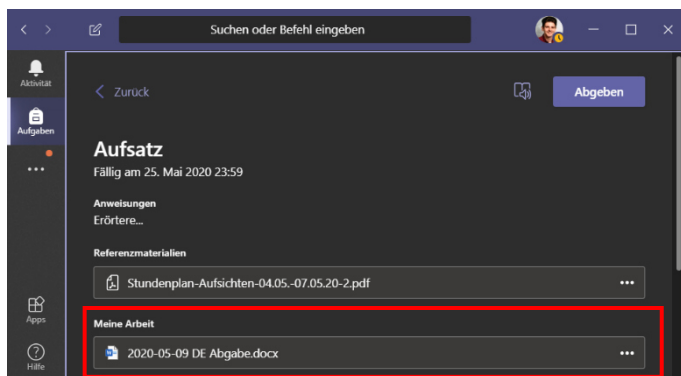 Suchen oder Befehl eingeben
Aktivität
Zurück
Abgeben
Aufgaben
Aufsatz
Fällig am 25. Mai 2020 23:59
Anweisungen
Erörtere...
Referenzmaterialien
Stundenplan-Aufsichten-04.05.-07.05.20-2.pdf
Apps
Meine Arbeit
2020-05-09 DE Abgabe.docx
Hilfe